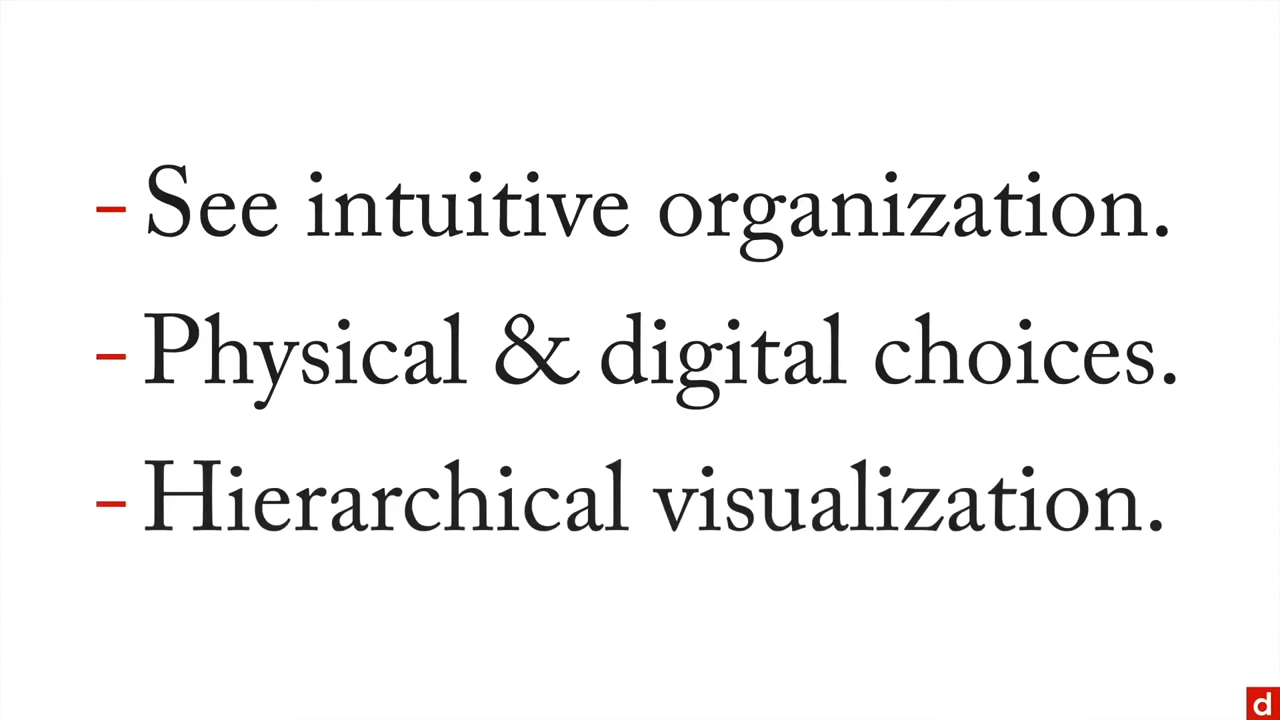 - See intuitive organization.
- Physical & digital choices.
- Hierarchical visualization.
d